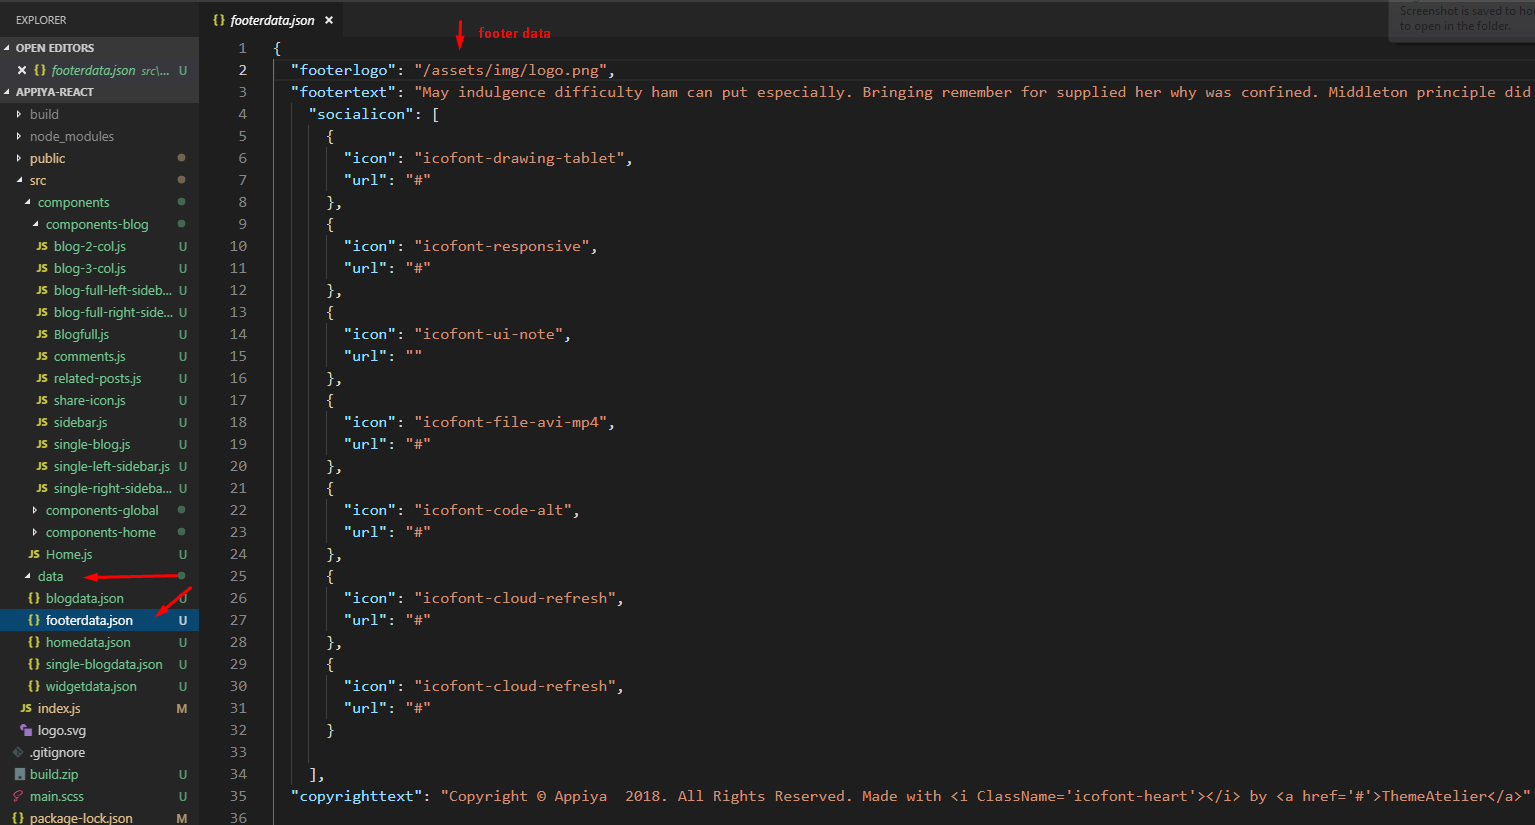 EXPLORER
OPEN EDITORS
footerdata.json src\... U
APPIYA-REACT
build
node_modules
public
src
components
components-blog
JS blog-2-col.js U
JS blog-3-col.js U
JS blog-full-left-sideb... U
JS blog-full-right-side... U
JS Blogfull.js U
JS comments.js U
JS related-posts.js U
JS share-icon.js U
JS sidebar.js U
JS single-blog.js U
JS single-left-sidebar.js U
JS single-right-sideba... U
components-global
components-home
JS Home.js U
data
{} blogdata.json U
{} footerdata.json U
{} homedata.json U
{} single-blogdata.json U
{} widgetdata.json U
JS index.js M
logo.svg
.gitignore
build.zip U
main.scss U
{} package-lock.json M
{} footerdata.json ×
footer data
Screenshot is saved to ho
to open in the folder.
1 {
2 "footerlogo": "/assets/img/logo.png",
3 "footertext": "May indulgence difficulty ham can put especially. Bringing remember for supplied her why was confined. Middleton principle did
4 "socialicon": [
5 {
6 "icon": "icofont-drawing-tablet",
7 "url": "#"
8 },
9 {
10 "icon": "icofont-responsive",
11 "url": "#"
12 },
13 {
14 "icon": "icofont-ui-note",
15 "url": ""
16 },
17 {
18 "icon": "icofont-file-avi-mp4",
19 "url": "#"
20 },
21 {
22 "icon": "icofont-code-alt",
23 "url": "#"
24 },
25 {
26 "icon": "icofont-cloud-refresh",
27 "url": "#"
28 },
29 {
30 "icon": "icofont-cloud-refresh",
31 "url": "#"
32 }
33
34 ],
35 "copyrighttext": "Copyright © Appiya  2018. All Rights Reserved. Made with <i ClassName='icofont-heart'></i> by <a href='#'>ThemeAtelier</a>"
36